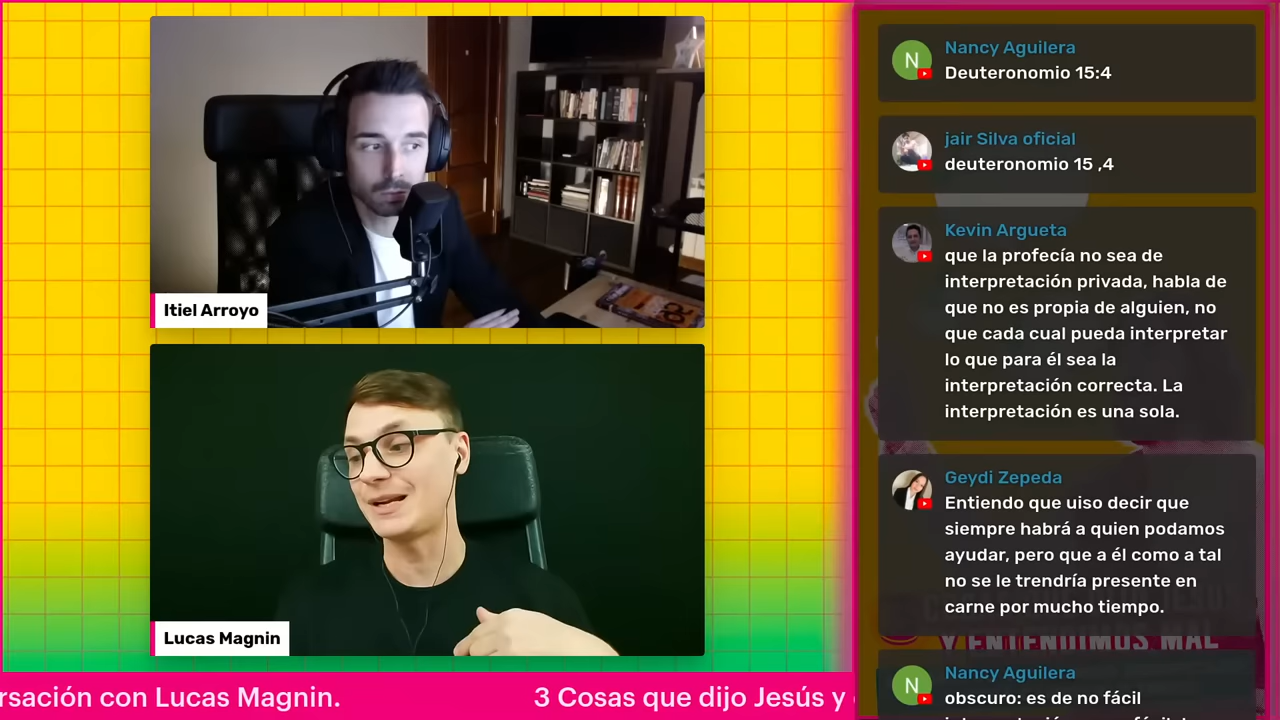 Itiel Arroyo
Lucas Magnin
rsación con Lucas Magnin.
3 Cosas que dijo Jesús y
N
Nancy Aguilera
Deuteronomio 15:4
jair Silva oficial
deuteronomio 15 ,4
Kevin Argueta
que la profecía no sea de
interpretación privada, habla de
que no es propia de alguien, no
que cada cual pueda interpretar
lo que para él sea la
interpretación correcta. La
interpretación es una sola.
Geydi Zepeda
Entiendo que uiso decir que
siempre habrá a quien podamos
ayudar, pero que a él como a tal
no se le trendría presente en
carne por mucho tiempo.
Y ENTENDIMOS MAL
N
Nancy Aguilera
obscuro: es de no fácil